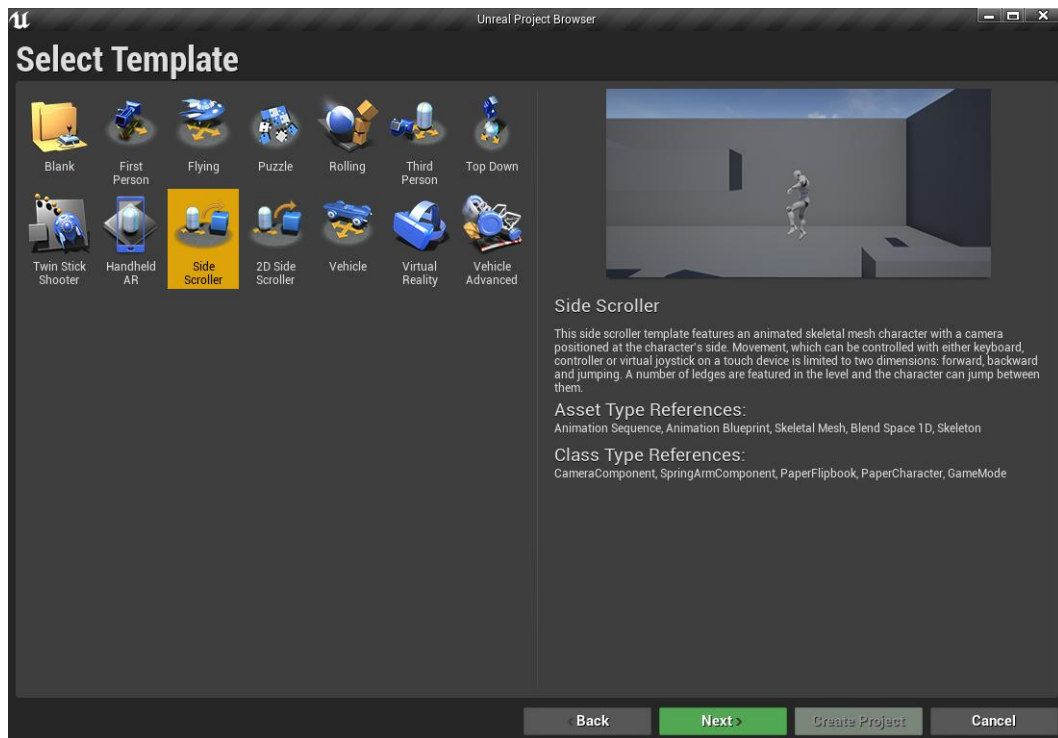 Unreal Project Browser
Select Template
Blank
First
Person
Flying
Puzzle
Rolling
Third
Person
Top Down
Twin Stick
Shooter
Handheld
AR
Side
Scroller
2D Side
Scroller
Vehicle
Virtual
Reality
Vehicle
Advanced
Side Scroller
This side scroller template features an animated skeletal mesh character with a camera
positioned at the character's side. Movement, which can be controlled with either keyboard,
controller or virtual joystick on a touch device is limited to two dimensions: forward, backward
and jumping. A number of ledges are featured in the level and the character can jump between
them.
Asset Type References:
Animation Sequence, Animation Blueprint, Skeletal Mesh, Blend Space 1D, Skeleton
Class Type References:
CameraComponent, SpringArmComponent, PaperFlipbook, PaperCharacter, GameMode
< Back
Next >
Create Project
Cancel